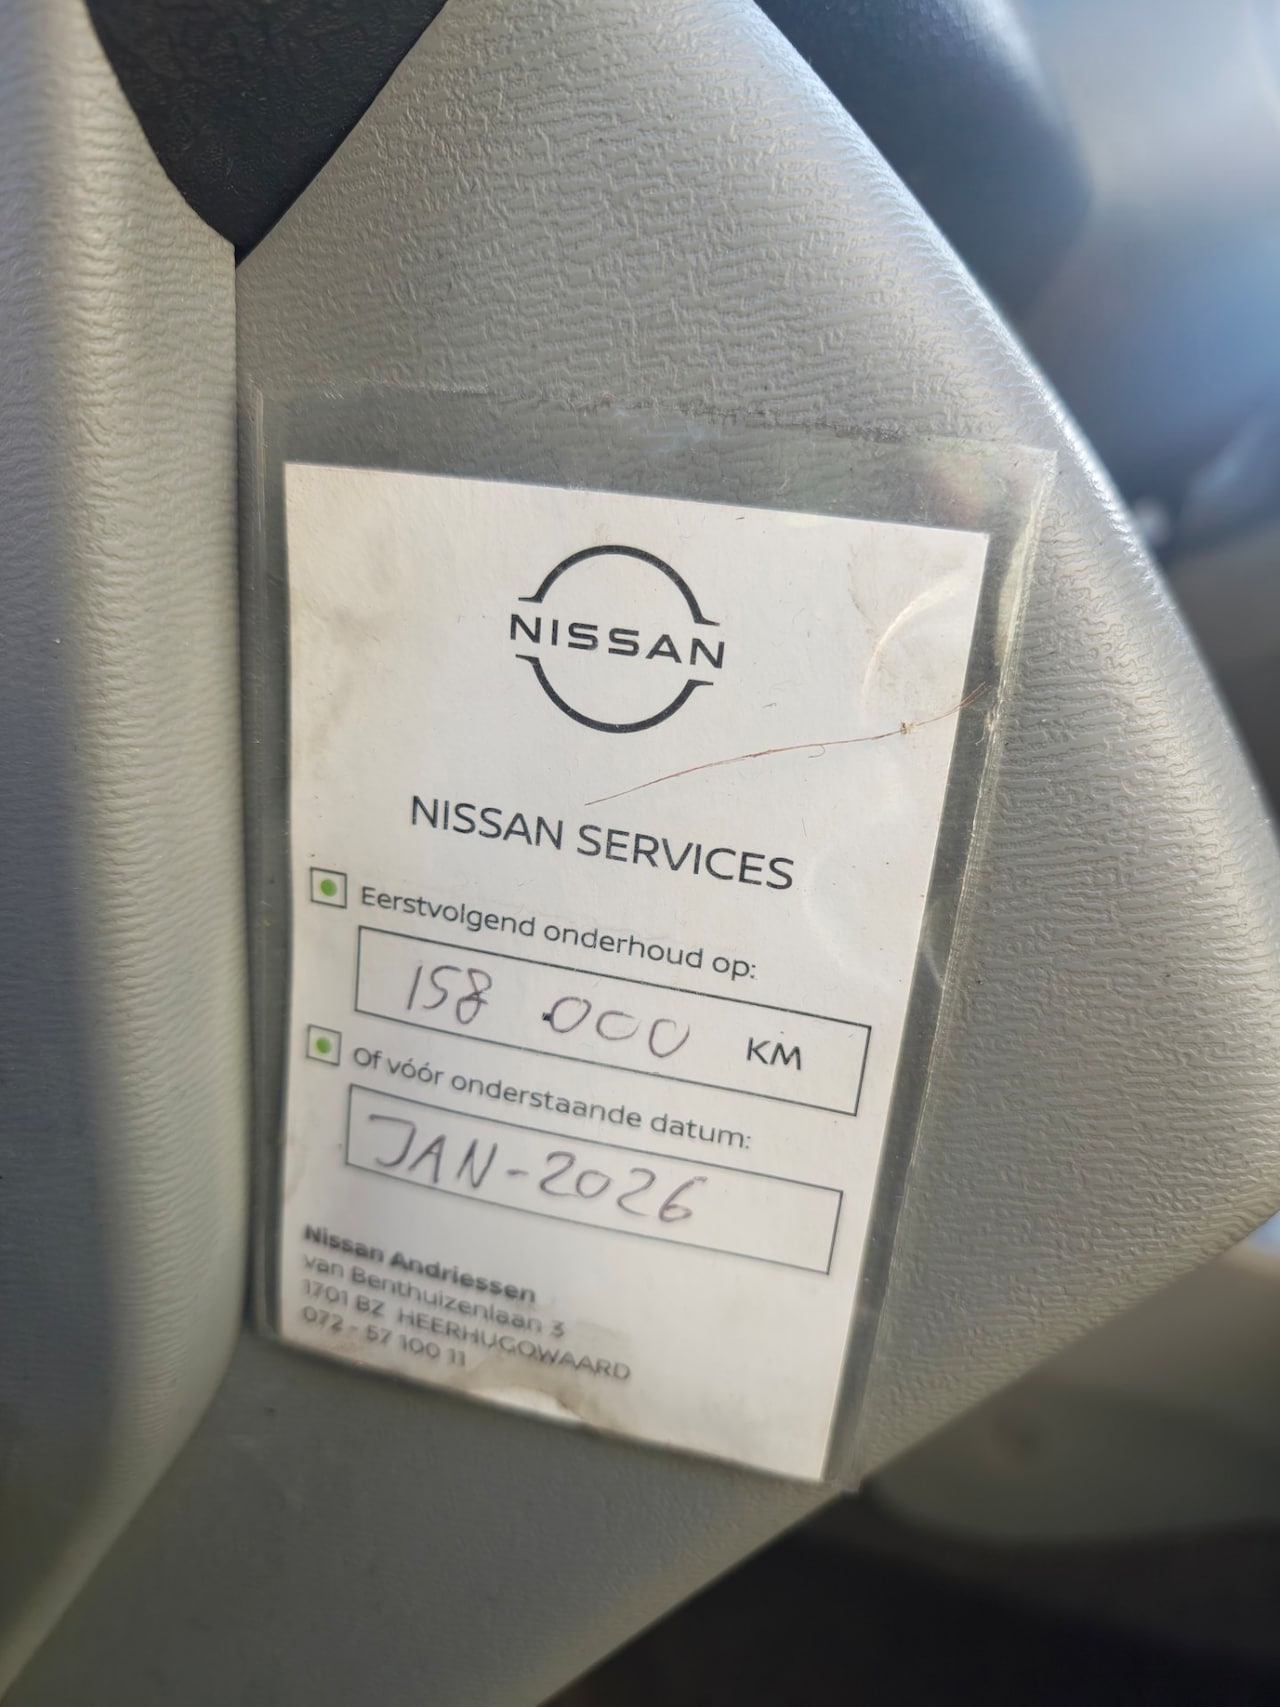 NISSAN
NISSAN SERVICES
Eerstvolgend onderhoud op:
158 000 KM
Of vóór onderstaande datum:
JAN-2026
Nissan Andriessen
van Benthuizenlaan 3
1701 BZ HEERHUGOWAARD
072 - 57 100 11